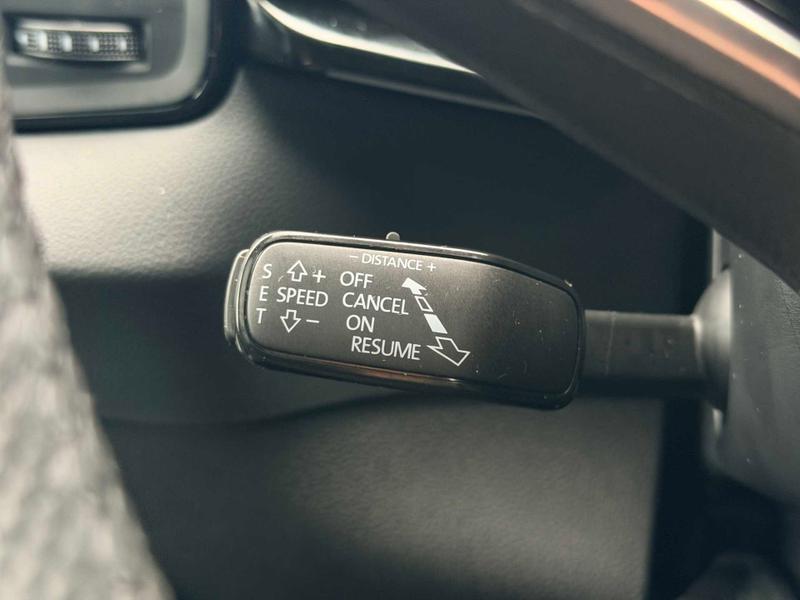 - DISTANCE +
S + OFF
E SPEED CANCEL
T - ON
RESUME